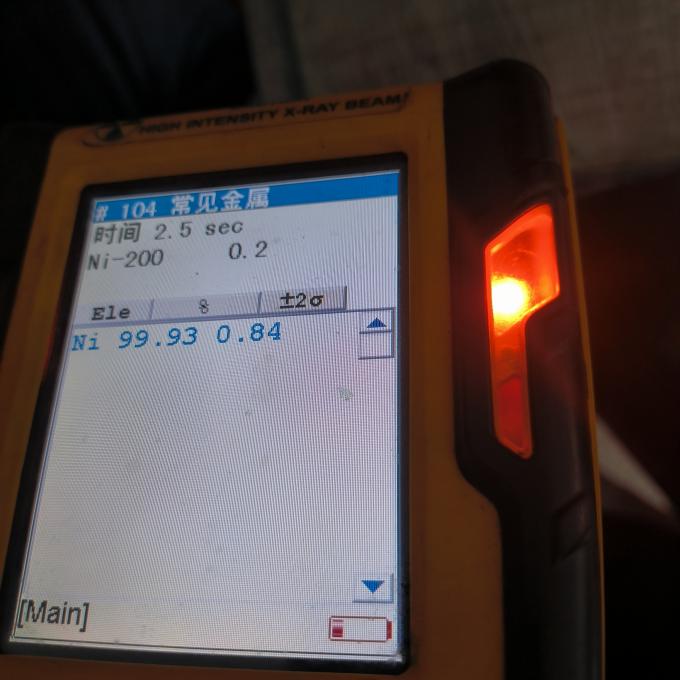 HIGH INTENSITY X-RAY BEAM!
# 104 常见金属
时间 2.5 sec
Ni-200 0.2
Ele % ±2σ
Ni 99.93 0.84
[Main]